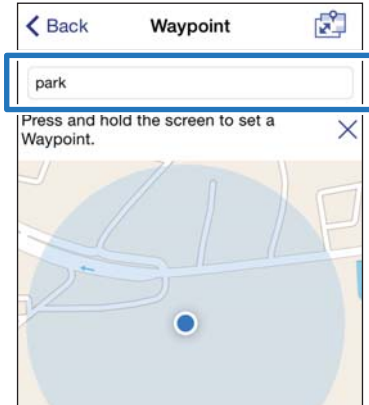 Back Waypoint
park
Press and hold the screen to set a
Waypoint.